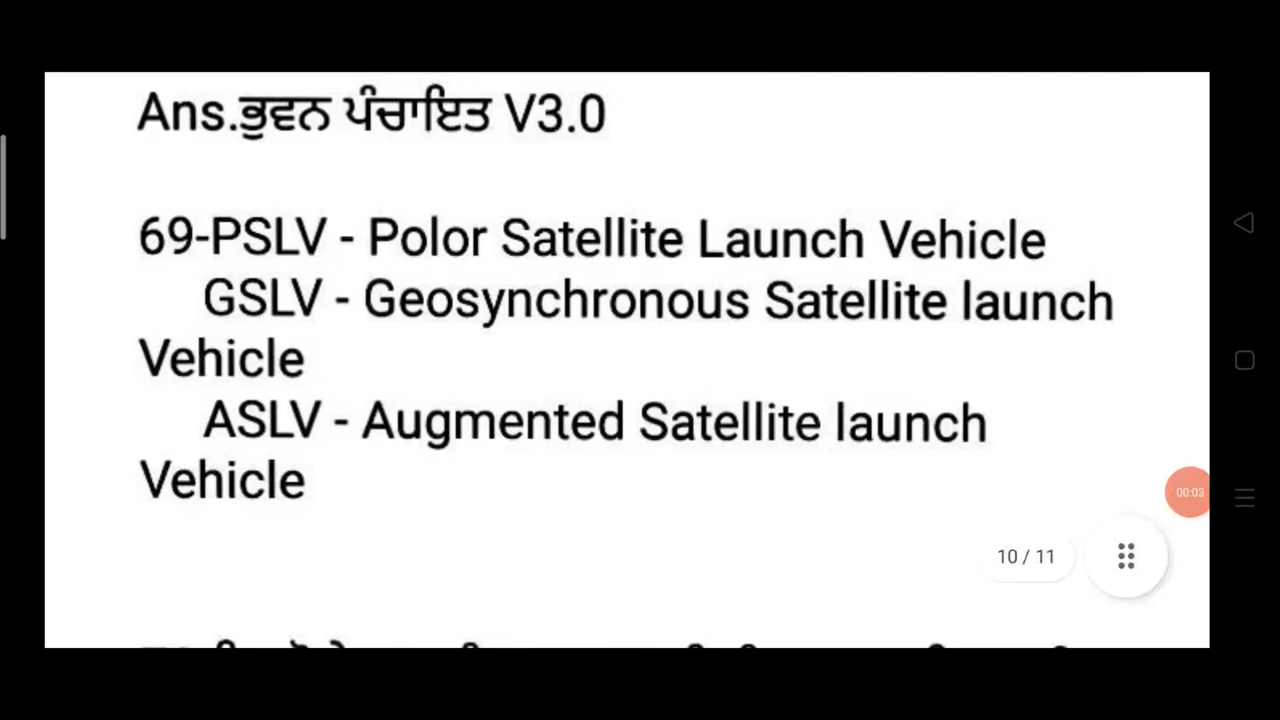 Ans.ਭੁਵਨ ਪੰਚਾਇਤ V3.0
69-PSLV - Polor Satellite Launch Vehicle
GSLV - Geosynchronous Satellite launch
Vehicle
ASLV - Augmented Satellite launch
Vehicle
00:03
10 / 11